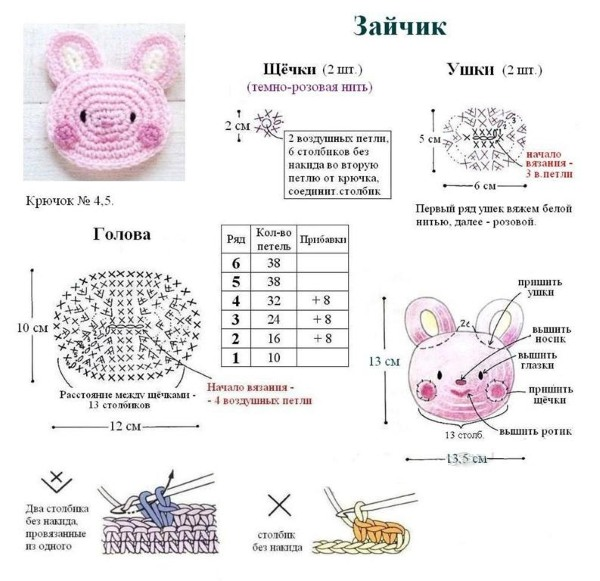 Зайчик
Щёчки (2 шт.)
(темно-розовая нить)
2 см
2 воздушных петли,
6 столбиков без
накида во вторую
петлю от крючка,
соединит.столбик
Ушки (2 шт.)
5 см
6 см
начало
вязания -
3 в.петли
Первый ряд ушек вяжем белой
нитью, далее - розовой.
Крючок № 4,5.
Голова
10 см
Расстояние между щёчками -
13 столбиков
12 см
Начало вязания -
- 4 воздушных петли
Ряд Кол-во петель Прибавки
6 38
5 38
4 32 + 8
3 24 + 8
2 16 + 8
1 10
13 см
пришить
ушки
вышить
носик
вышить
глазки
пришить
щёчки
вышить ротик
13 столб.
13,5 см
Два столбика
без накида,
провязанные
из одного
столбик
без накида